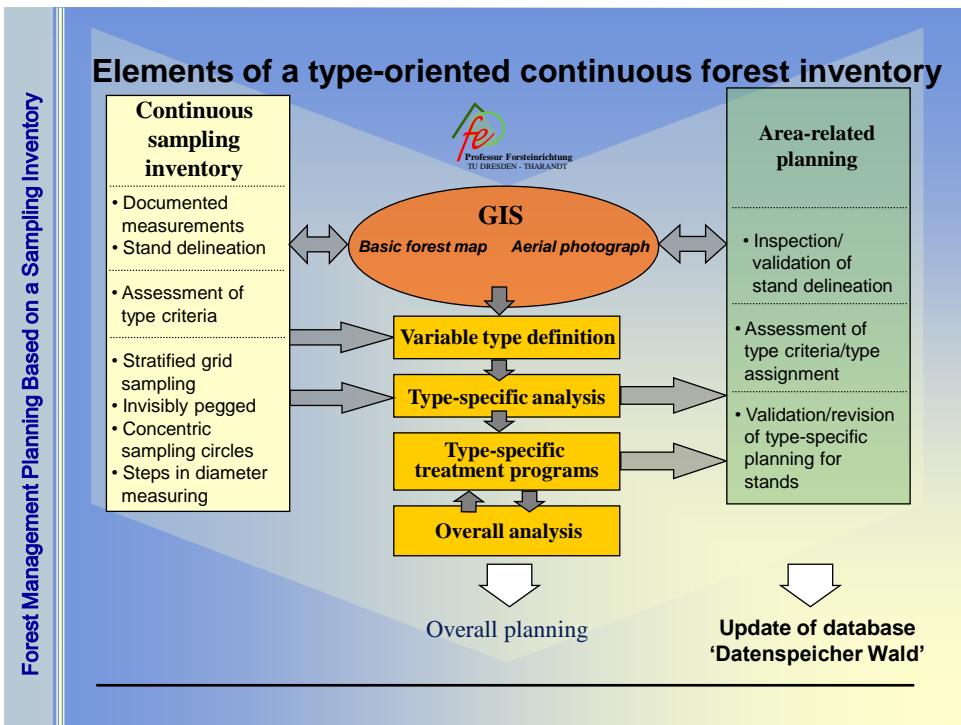 Forest Management Planning Based on a Sampling Inventory
Elements of a type-oriented continuous forest inventory
Continuous
sampling
inventory
• Documented
measurements
• Stand delineation
• Assessment of
type criteria
• Stratified grid
sampling
• Invisibly pegged
• Concentric
sampling circles
• Steps in diameter
measuring
fe
Professur Forsteinrichtung
TU DRESDEN - THARANDT
GIS
Basic forest map Aerial photograph
Variable type definition
Type-specific analysis
Type-specific
treatment programs
Overall analysis
Overall planning
Area-related
planning
• Inspection/
validation of
stand delineation
• Assessment of
type criteria/type
assignment
• Validation/revision
of type-specific
planning for
stands
Update of database
‘Datenspeicher Wald’